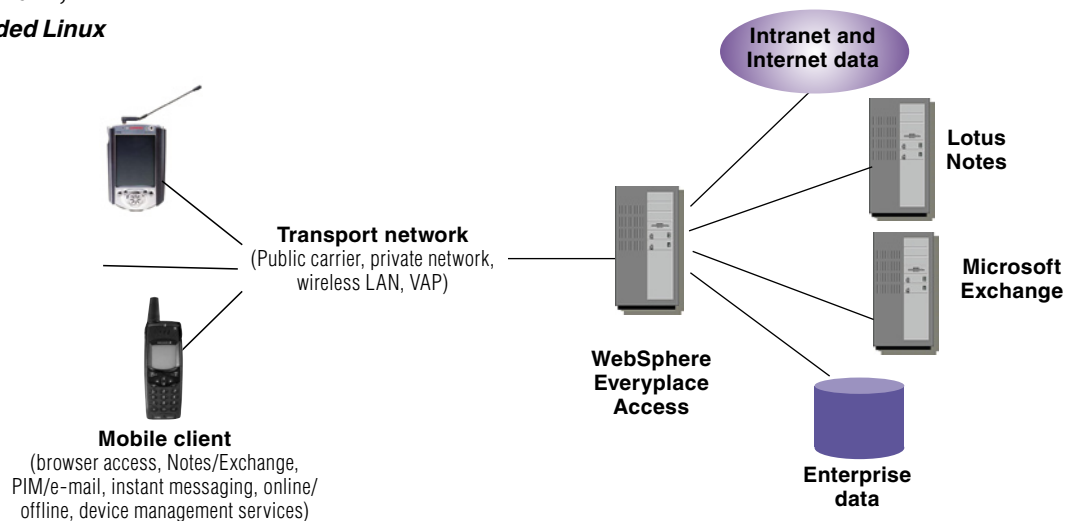 ded Linux
Intranet and
Internet data
Lotus
Notes
Transport network
(Public carrier, private network,
wireless LAN, VAP)
Microsoft
Exchange
WebSphere
Everyplace
Access
Mobile client
(browser access, Notes/Exchange,
PIM/e-mail, instant messaging, online/
offline, device management services)
Enterprise
data